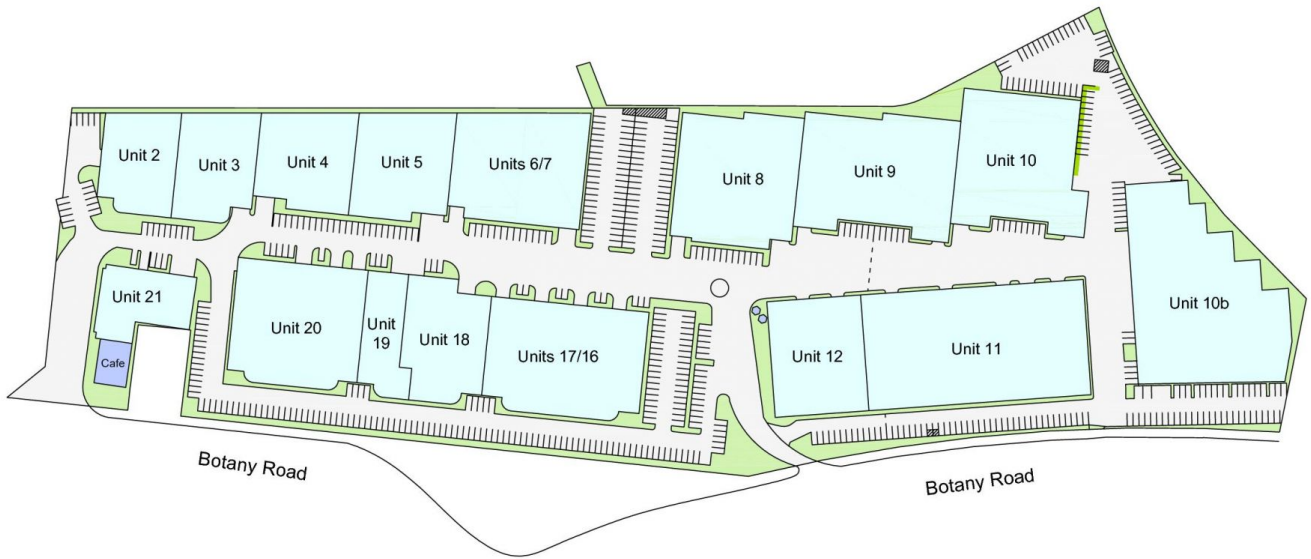 Unit 2
Unit 3
Unit 4
Unit 5
Units 6/7
Unit 8
Unit 9
Unit 10
Unit 10b
Unit 21
Cafe
Unit 20
Unit
19
Unit 18
Units 17/16
Unit 12
Unit 11
Botany Road
Botany Road